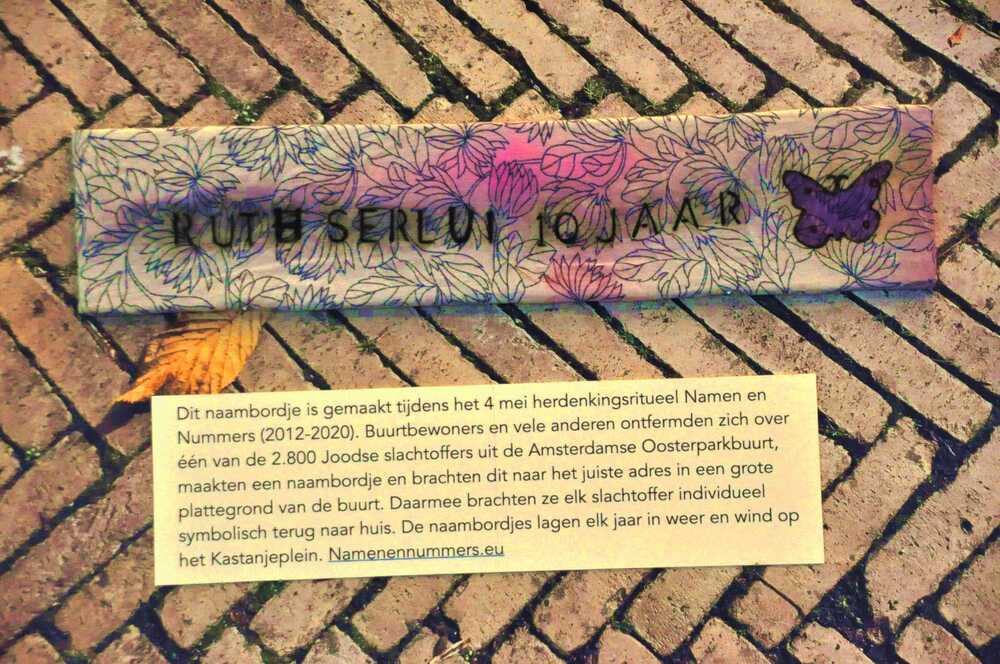 RUTH SERLUI 10 JAAR
Dit naambordje is gemaakt tijdens het 4 mei herdenkingsritueel Namen en
Nummers (2012-2020). Buurtbewoners en vele anderen ontfermden zich over
één van de 2.800 Joodse slachtoffers uit de Amsterdamse Oosterparkbuurt,
maakten een naambordje en brachten dit naar het juiste adres in een grote
plattegrond van de buurt. Daarmee brachten ze elk slachtoffer individueel
symbolisch terug naar huis. De naambordjes lagen elk jaar in weer en wind op
het Kastanjeplein. Namenennummers.eu